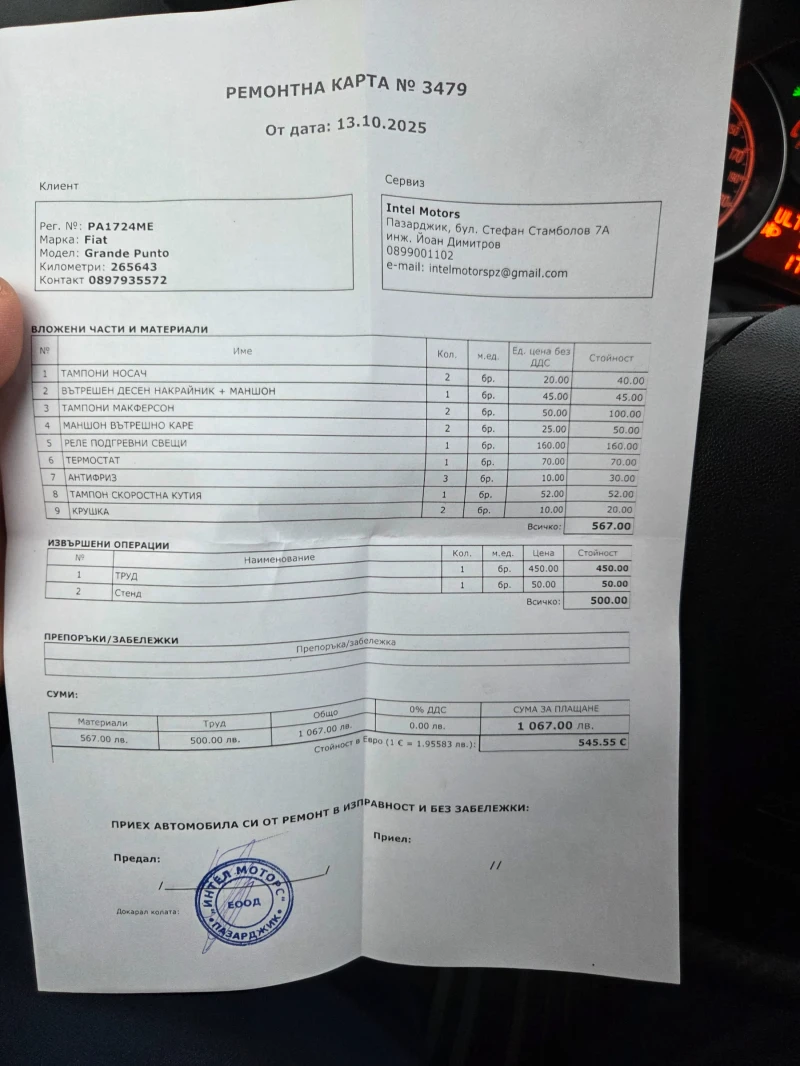 РЕМОНТНА КАРТА № 3479
От дата: 13.10.2025
Клиент
Рег. №: PA1724ME
Марка: Fiat
Модел: Grande Punto
Километри: 265643
Контакт 0897935572
Сервиз
Intel Motors
Пазарджик, бул. Стефан Стамболов 7А
инж. Йоан Димитров
0899001102
e-mail: intelmotorspz@gmail.com
ВЛОЖЕНИ ЧАСТИ И МАТЕРИАЛИ
№ Име Кол. м.ед. Ед. цена без ДДС Стойност
1 ТАМПОНИ НОСАЧ 2 бр. 20.00 40.00
2 ВЪТРЕШЕН ДЕСЕН НАКРАЙНИК + МАНШОН 1 бр. 45.00 45.00
3 ТАМПОНИ МАКФЕРСОН 2 бр. 50.00 100.00
4 МАНШОН ВЪТРЕШНО КАРЕ 2 бр. 25.00 50.00
5 РЕЛЕ ПОДГРЕВНИ СВЕЩИ 1 бр. 160.00 160.00
6 ТЕРМОСТАТ 1 бр. 70.00 70.00
7 АНТИФРИЗ 3 бр. 10.00 30.00
8 ТАМПОН СКОРОСТНА КУТИЯ 1 бр. 52.00 52.00
9 КРУШКА 2 бр. 10.00 20.00
Всичко: 567.00
ИЗВЪРШЕНИ ОПЕРАЦИИ
№ Наименование Кол. м.ед. Цена Стойност
1 ТРУД 1 бр. 450.00 450.00
2 Стенд 1 бр. 50.00 50.00
Всичко: 500.00
ПРЕПОРЪКИ/ЗАБЕЛЕЖКИ
Препоръка/забележка
СУМИ:
Материали Труд Общо 0% ДДС СУМА ЗА ПЛАЩАНЕ
567.00 лв. 500.00 лв. 1 067.00 лв. 0.00 лв. 1 067.00 лв.
Стойност в Евро (1 € = 1.95583 лв.): 545.55 €
ПРИЕХ АВТОМОБИЛА СИ ОТ РЕМОНТ В ИЗПРАВНОСТ И БЕЗ ЗАБЕЛЕЖКИ:
Предал:
Приел:
/ /
/ /
Докарал колата:
"ИНТЕЛ МОТОРС"
ЕООД
ПАЗАРДЖИК